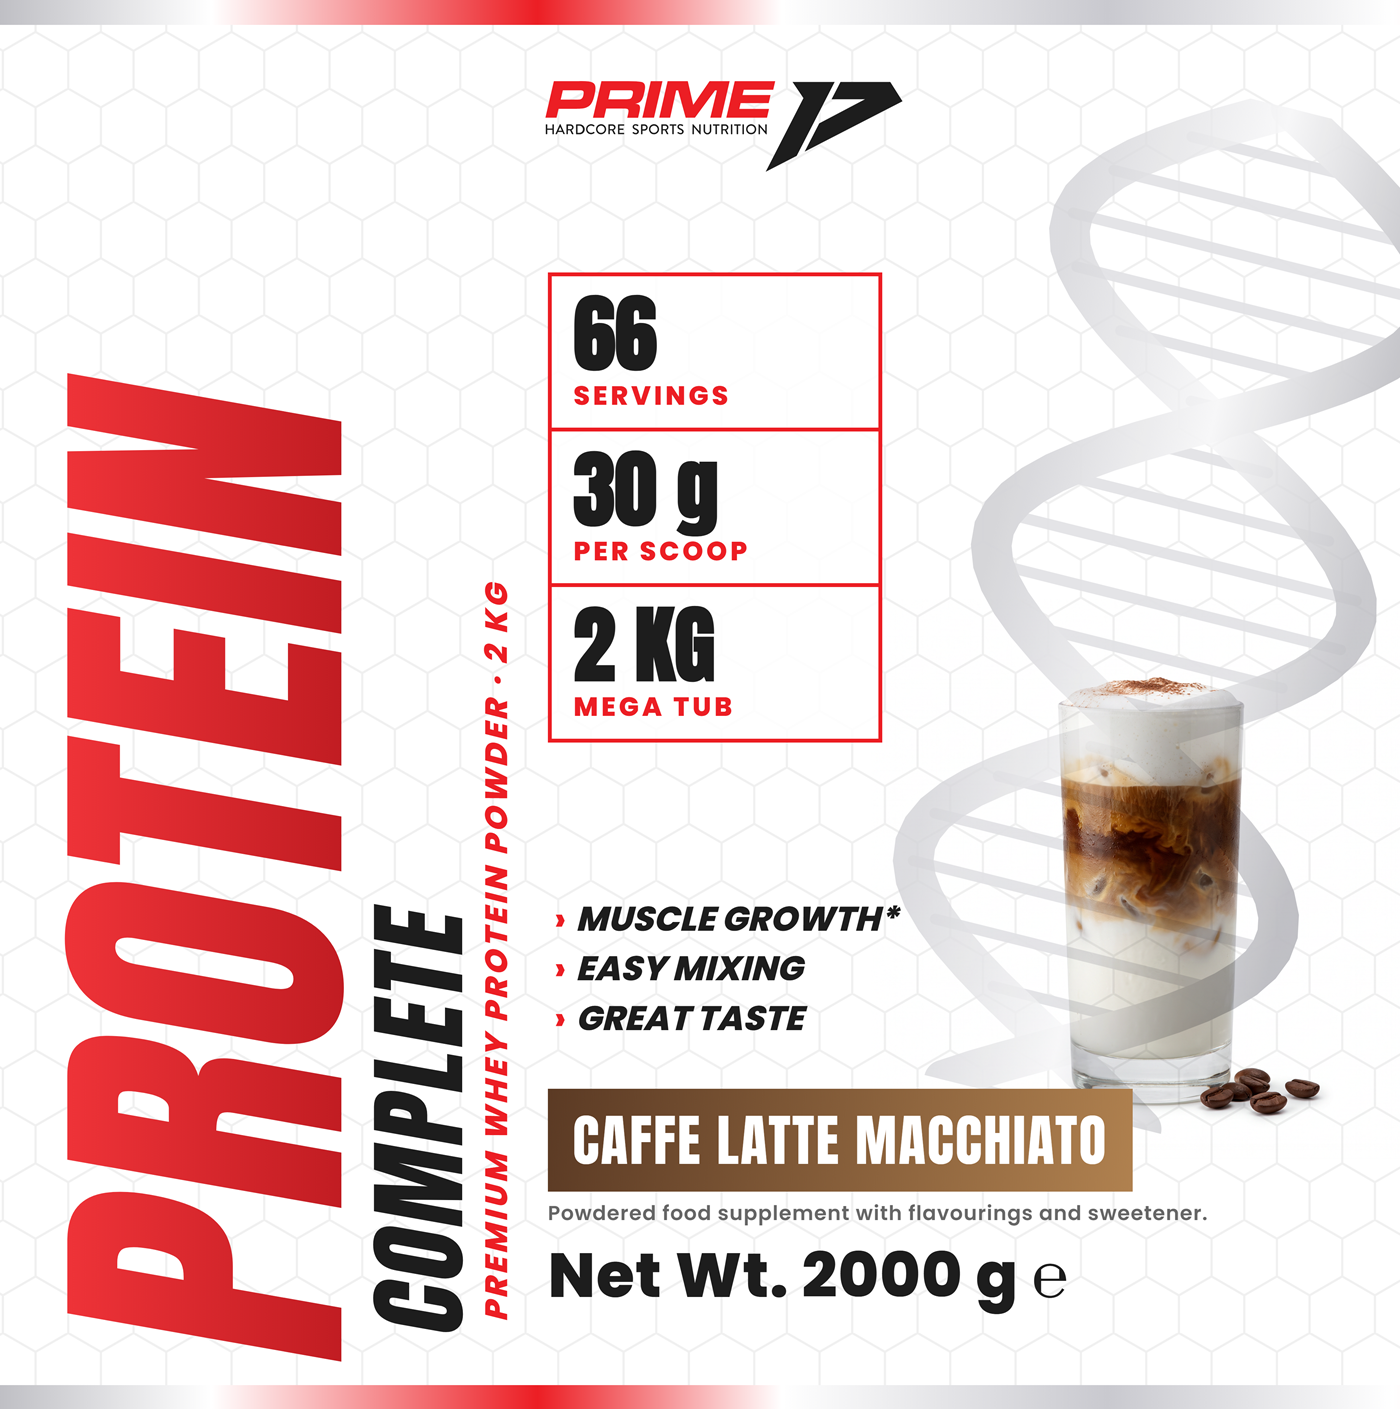 PRIME
HARDCORE SPORTS NUTRITION
66
SERVINGS
30 g
PER SCOOP
2 KG
MEGA TUB
PROTEIN
COMPLETE
PREMIUM WHEY PROTEIN POWDER · 2 KG
› MUSCLE GROWTH*
› EASY MIXING
› GREAT TASTE
CAFFE LATTE MACCHIATO
Powdered food supplement with flavourings and sweetener.
Net Wt. 2000 g ℮